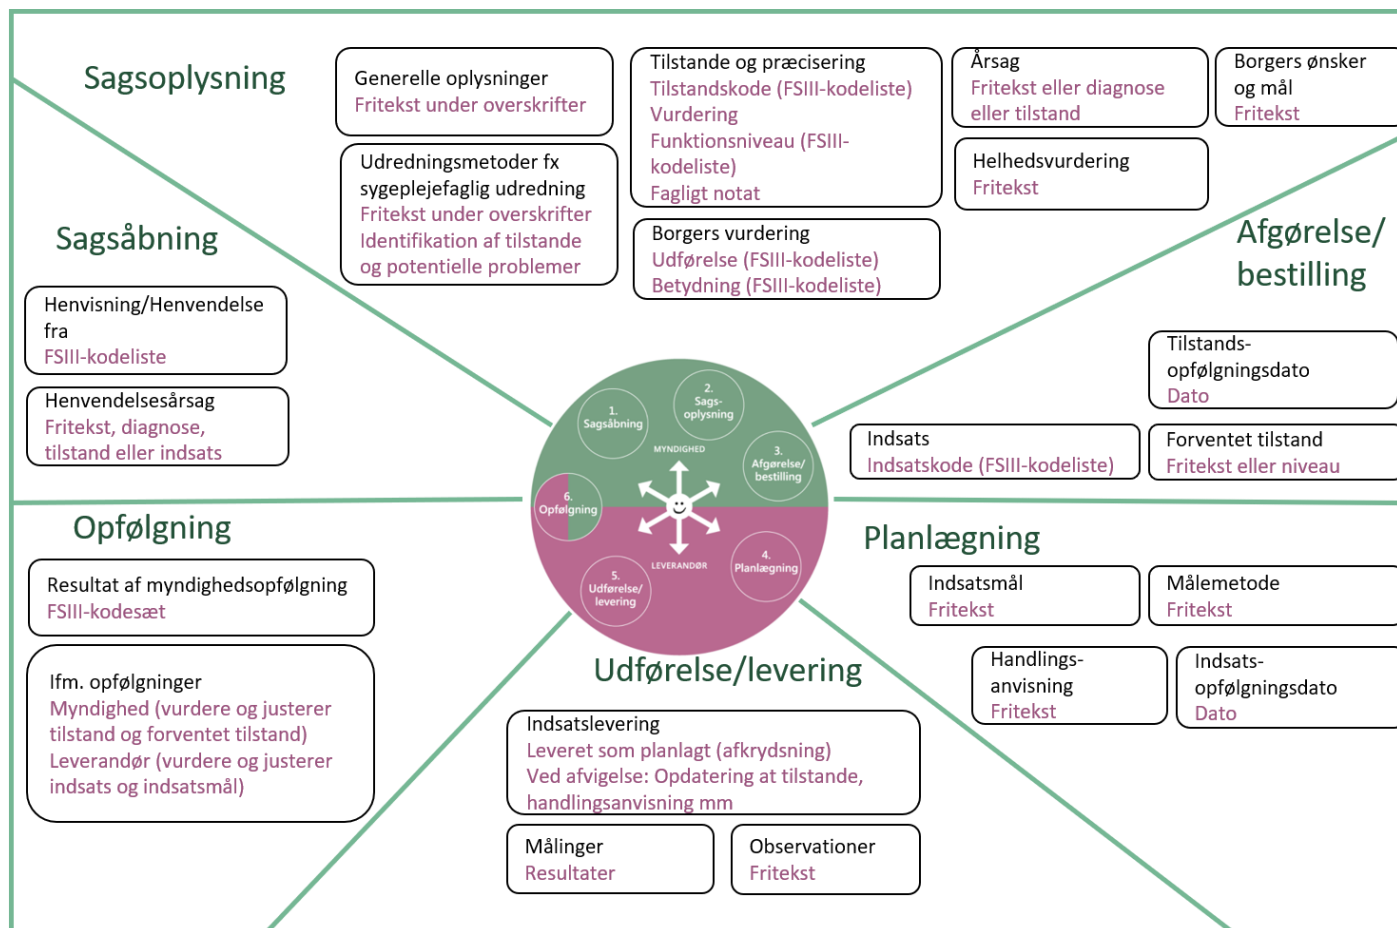 Sagsoplysning
Generelle oplysninger
Fritekst under overskrifter
Udredningsmetoder fx
sygeplejefaglig udredning
Fritekst under overskrifter
Identifikation af tilstande
og potentielle problemer
Tilstande og præcisering
Tilstandskode (FSIII-kodeliste)
Vurdering
Funktionsniveau (FSIII-
kodeliste)
Fagligt notat
Borgers vurdering
Udførelse (FSIII-kodeliste)
Betydning (FSIII-kodeliste)
Årsag
Fritekst eller diagnose
eller tilstand
Helhedsvurdering
Fritekst
Borgers ønsker
og mål
Fritekst
Sagsåbning
Henvisning/Henvendelse
fra
FSIII-kodeliste
Henvendelsesårsag
Fritekst, diagnose,
tilstand eller indsats
Afgørelse/
bestilling
Tilstands-
opfølgningsdato
Dato
Indsats
Indsatskode (FSIII-kodeliste)
Forventet tilstand
Fritekst eller niveau
1.
Sagsåbning
2.
Sags-
oplysning
MYNDIGHED
3.
Afgørelse/
bestilling
6.
Opfølgning
LEVERANDØR
4.
Planlægning
5.
Udførelse/
levering
Opfølgning
Resultat af myndighedsopfølgning
FSIII-kodesæt
Ifm. opfølgninger
Myndighed (vurdere og justerer
tilstand og forventet tilstand)
Leverandør (vurdere og justerer
indsats og indsatsmål)
Planlægning
Indsatsmål
Fritekst
Målemetode
Fritekst
Handlings-
anvisning
Fritekst
Indsats-
opfølgningsdato
Dato
Udførelse/levering
Indsatslevering
Leveret som planlagt (afkrydsning)
Ved afvigelse: Opdatering at tilstande,
handlingsanvisning mm
Målinger
Resultater
Observationer
Fritekst